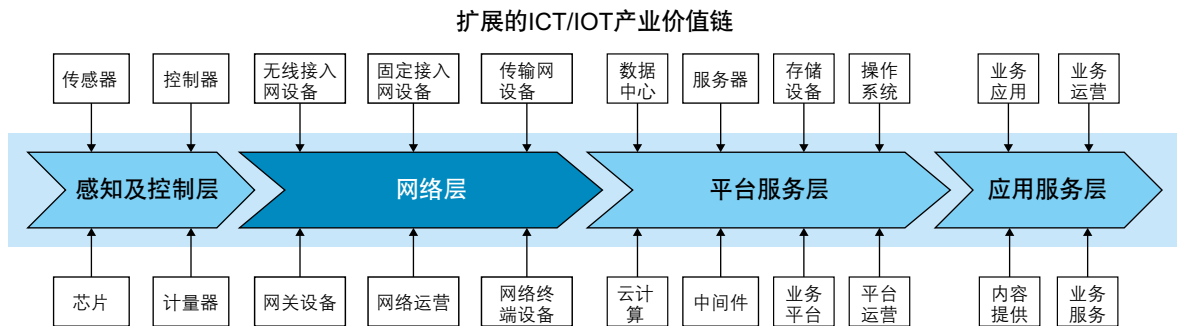 扩展的ICT/IOT产业价值链
传感器
控制器
无线接入
网设备
固定接入
网设备
传输网
设备
数据
中心
服务器
存储
设备
操作
系统
业务
应用
业务
运营
感知及控制层
网络层
平台服务层
应用服务层
芯片
计量器
网关设备
网络运营
网络终
端设备
云计
算
中间件
业务
平台
平台
运营
内容
提供
业务
服务